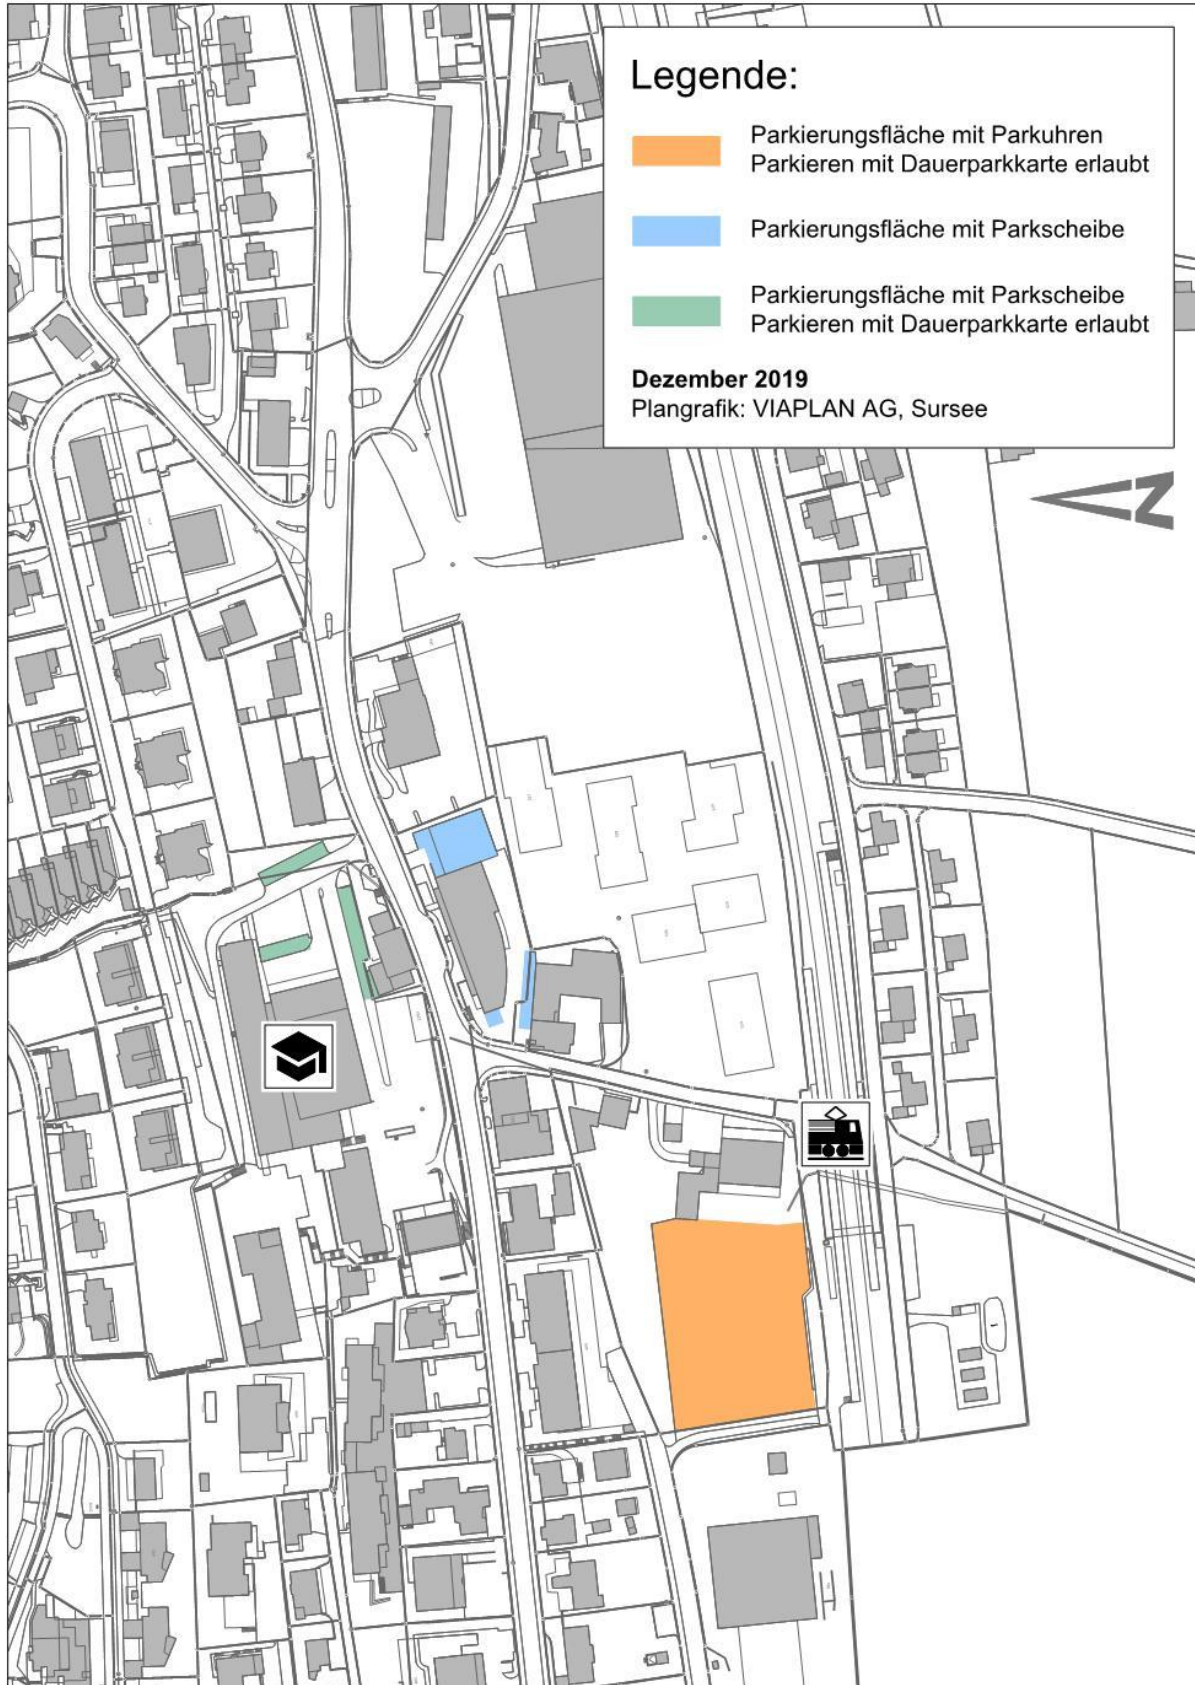 Legende:
Parkierungsfläche mit Parkuhren
Parkieren mit Dauerparkkarte erlaubt
Parkierungsfläche mit Parkscheibe
Parkierungsfläche mit Parkscheibe
Parkieren mit Dauerparkkarte erlaubt
Dezember 2019
Plangrafik: VIAPLAN AG, Sursee
N